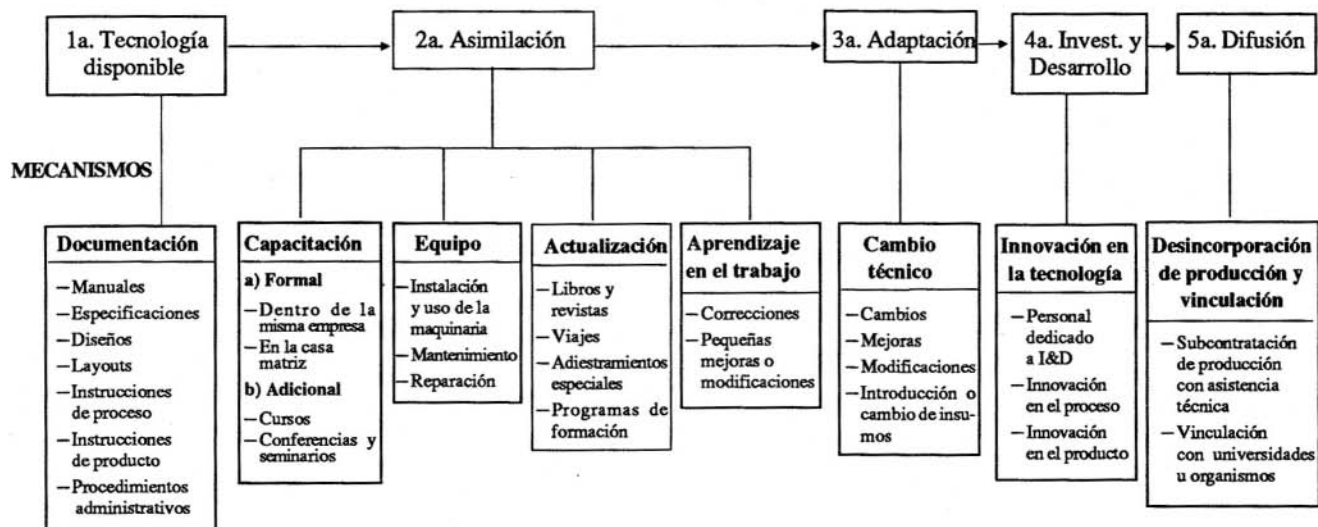 1a. Tecnología
disponible
2a. Asimilación
3a. Adaptación
4a. Invest. y
Desarrollo
5a. Difusión
MECANISMOS
Documentación
—Manuales
—Especificaciones
—Diseños
—Layouts
—Instrucciones
de proceso
—Instrucciones
de producto
—Procedimientos
administrativos
Capacitación
a) Formal
—Dentro de la
misma empresa
—En la casa
matriz
b) Adicional
—Cursos
—Conferencias y
seminarios
Equipo
—Instalación
y uso de la
maquinaria
—Mantenimiento
—Reparación
Actualización
—Libros y
revistas
—Viajes
—Adiestramientos
especiales
—Programas de
formación
Aprendizaje
en el trabajo
—Correcciones
—Pequeñas
mejoras o
modificaciones
Cambio
técnico
—Cambios
—Mejoras
—Modificaciones
—Introducción o
cambio de insu-
mos
Innovación en
la tecnología
—Personal
dedicado
a I&D
—Innovación
en el proceso
—Innovación
en el producto
Desincorporación
de producción y
vinculación
—Subcontratación
de producción
con asistencia
técnica
—Vinculación
con universidades
u organismos